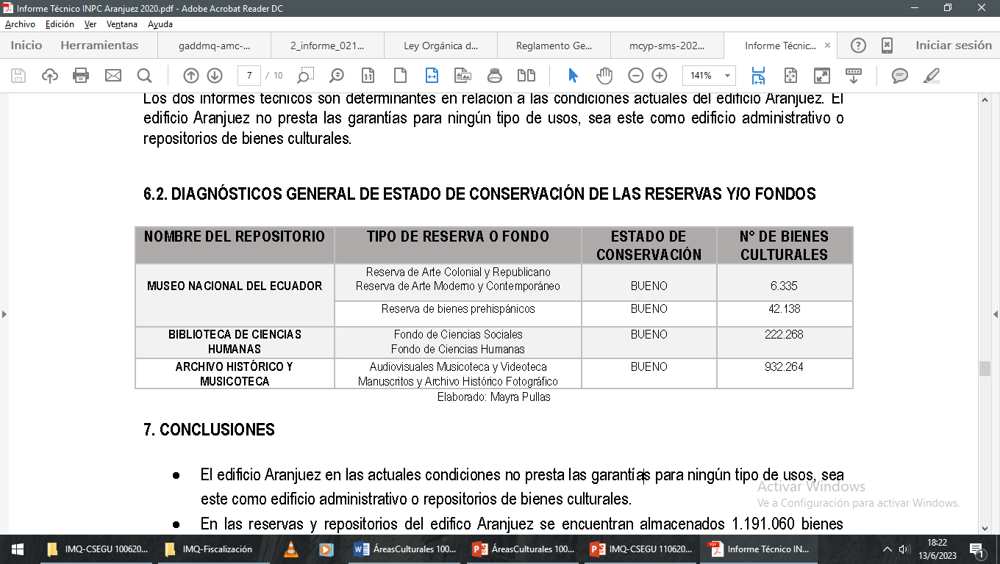 Informe Técnico INPC Aranjuez 2020.pdf - Adobe Acrobat Reader DC
Archivo Edición Ver Ventana Ayuda
Inicio Herramientas gaddmq-amc-... 2_informe_021... Ley Orgánica d... Reglamento Ge... mcyp-sms-202... Informe Técnic... × Iniciar sesión
7 / 10 141%
Los dos informes técnicos son determinantes en relación a las condiciones actuales del edificio Aranjuez. El
edificio Aranjuez no presta las garantías para ningún tipo de usos, sea este como edificio administrativo o
repositorios de bienes culturales.
6.2. DIAGNÓSTICOS GENERAL DE ESTADO DE CONSERVACIÓN DE LAS RESERVAS Y/O FONDOS
NOMBRE DEL REPOSITORIO TIPO DE RESERVA O FONDO ESTADO DE CONSERVACIÓN N° DE BIENES CULTURALES
MUSEO NACIONAL DEL ECUADOR
Reserva de Arte Colonial y Republicano
Reserva de Arte Moderno y Contemporáneo BUENO 6.335
Reserva de bienes prehispánicos BUENO 42.138
BIBLIOTECA DE CIENCIAS
HUMANAS
Fondo de Ciencias Sociales BUENO 222.268
Fondo de Ciencias Humanas
ARCHIVO HISTÓRICO Y
MUSICOTECA
Audiovisuales Musicoteca y Videoteca BUENO 932.264
Manuscritos y Archivo Histórico Fotográfico
Elaborado: Mayra Pullas
7. CONCLUSIONES
● El edificio Aranjuez en las actuales condiciones no presta las garantías para ningún tipo de usos, sea
este como edificio administrativo o repositorios de bienes culturales.
● En las reservas y repositorios del edifico Aranjuez se encuentran almacenados 1.191.060 bienes
Activar Windows
Ve a Configuración para activar Windows.
IMQ-CSEGU 100620... IMQ-Fiscalización ÁreasCulturales 100... ÁreasCulturales 100... IMQ-CSEGU 110620... Informe Técnico IN...
18:22
13/6/2023
1